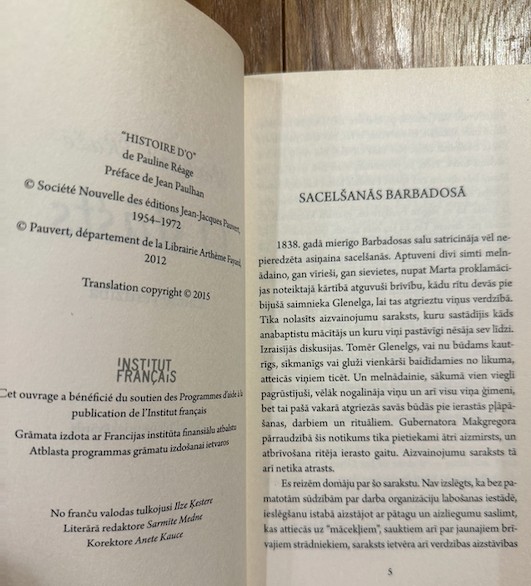 "HISTOIRE D'O"
de Pauline Réage
Préface de Jean Paulhan
© Société Nouvelle des éditions Jean-Jacques Pauvert,
1954–1972
© Pauvert, département de la Librairie Arthème Fayard,
2012
Translation copyright © 2015
INSTITUT
FRANÇAIS
Cet ouvrage a bénéficié du soutien des Programmes d'aide à la
publication de l'Institut français
Grāmata izdota ar Francijas institūta finansiālu atbalstu
Atblasta programmas grāmatu izdošanai ietvaros
No franču valodas tulkojusi Ilze Ķestere
Literārā redaktore Sarmīte Medne
Korektore Anete Kauce
SACELŠANĀS BARBADOSĀ
1838. gadā mierīgo Barbadosas salu satricināja vēl ne-
pieredzēta asiņaina sacelšanās. Aptuveni divi simti meln-
ādaino, gan vīrieši, gan sievietes, nupat Marta proklamāci-
jas noteiktajā kārtībā atguvuši brīvību, kādu rītu devās pie
bijušā saimnieka Glenelga, lai tas atgrieztu viņus verdzībā.
Tika nolasīts aizvainojumu saraksts, kuru sastādījis kāds
anabaptistu mācītājs un kuru viņi pastāvīgi nēsāja sev līdzi.
Izraisījās diskusijas. Tomēr Glenelgs, vai nu būdams kaut-
rīgs, sīkmanīgs vai gluži vienkārši baidīdamies no likuma,
atteicās viņiem ticēt. Un melnādainie, sākumā vien viegli
pagrūstījuši, vēlāk nogalināja viņu un arī visu viņa ģimeni,
bet tai pašā vakarā atgriezās savās būdās pie ierastās pļāpā-
šanas, darbiem un rituāliem. Gubernatora Makgregora
pārraudzībā šis notikums tika pietiekami ātri aizmirsts, un
atbrīvošana ritēja ierasto gaitu. Aizvainojumu saraksts tā
arī netika atrasts.
Es reizēm domāju par šo sarakstu. Nav izslēgts, ka bez pa-
matotām sūdzībām par darba organizāciju labošanas iestādē,
ieslēgšanu istabā aizstājot ar pātagu un aizliegumu saslimt,
kas attiecās uz "mācekļiem", sauktiem arī par jaunajiem brī-
vajiem strādniekiem, saraksts ietvēra arī verdzības aizstāvības
5